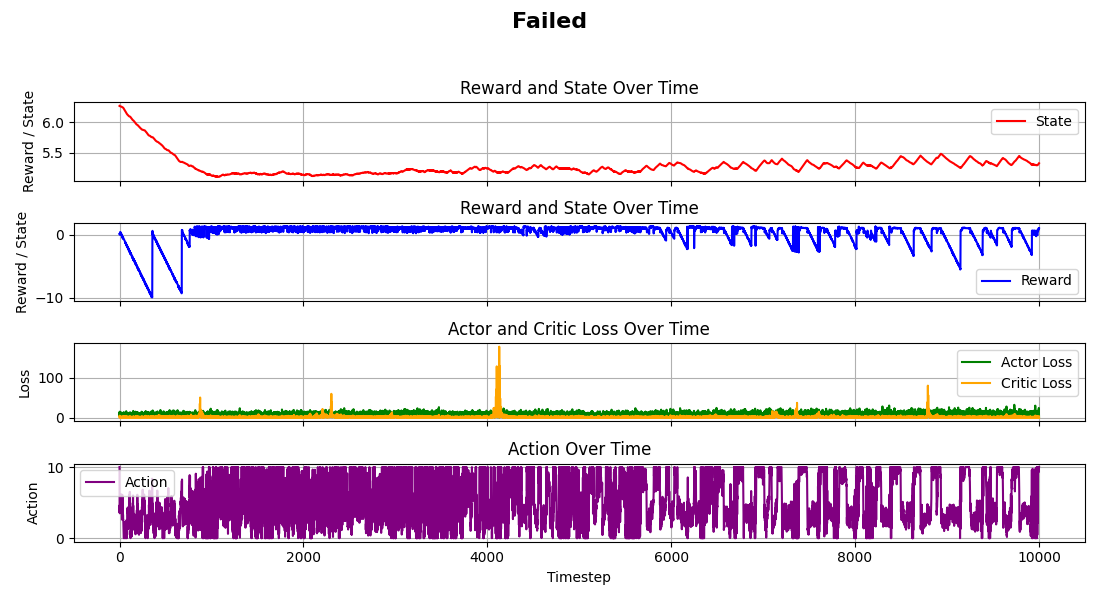 Failed
Reward and State Over Time
Reward / State
6.0
5.5
State
Reward and State Over Time
Reward / State
0
−10
Reward
Actor and Critic Loss Over Time
Loss
100
0
Actor Loss
Critic Loss
Action Over Time
Action
10
0
Action
0 2000 4000 6000 8000 10000
Timestep